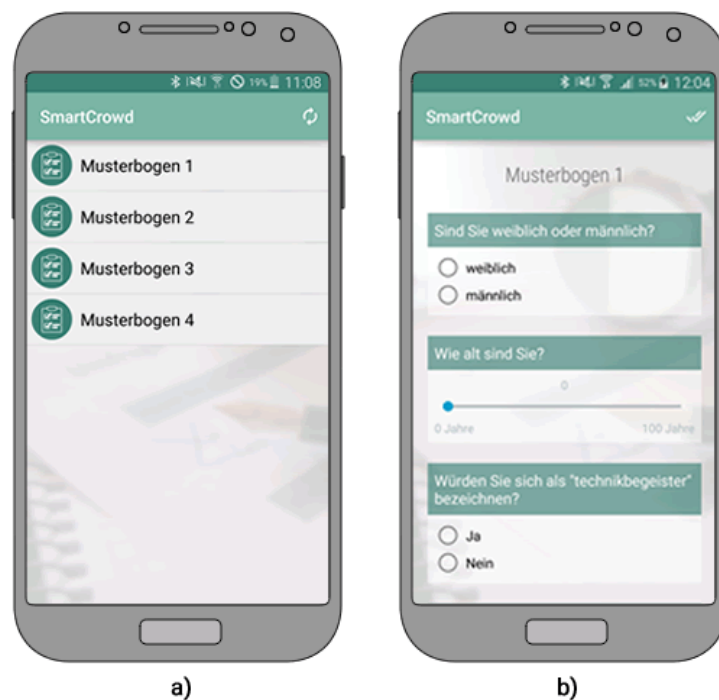 19% 11:08
SmartCrowd
Musterbogen 1
Musterbogen 2
Musterbogen 3
Musterbogen 4
a)
52% 12:04
SmartCrowd
Musterbogen 1
Sind Sie weiblich oder männlich?
weiblich
männlich
Wie alt sind Sie?
0
0 Jahre 100 Jahre
Würden Sie sich als "technikbegeister"
bezeichnen?
Ja
Nein
b)